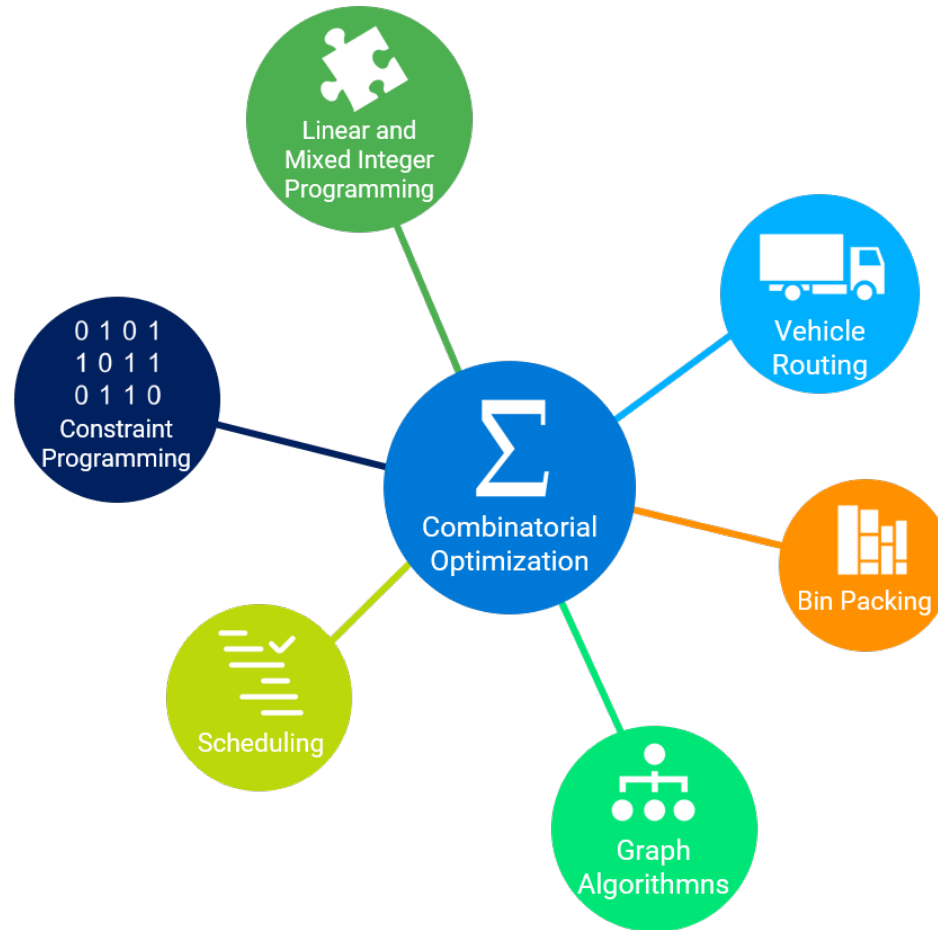 Linear and
Mixed Integer
Programming
Vehicle
Routing
0 1 0 1
1 0 1 1
0 1 1 0
Constraint
Programming
Σ
Combinatorial
Optimization
Bin Packing
Scheduling
Graph
Algorithmns